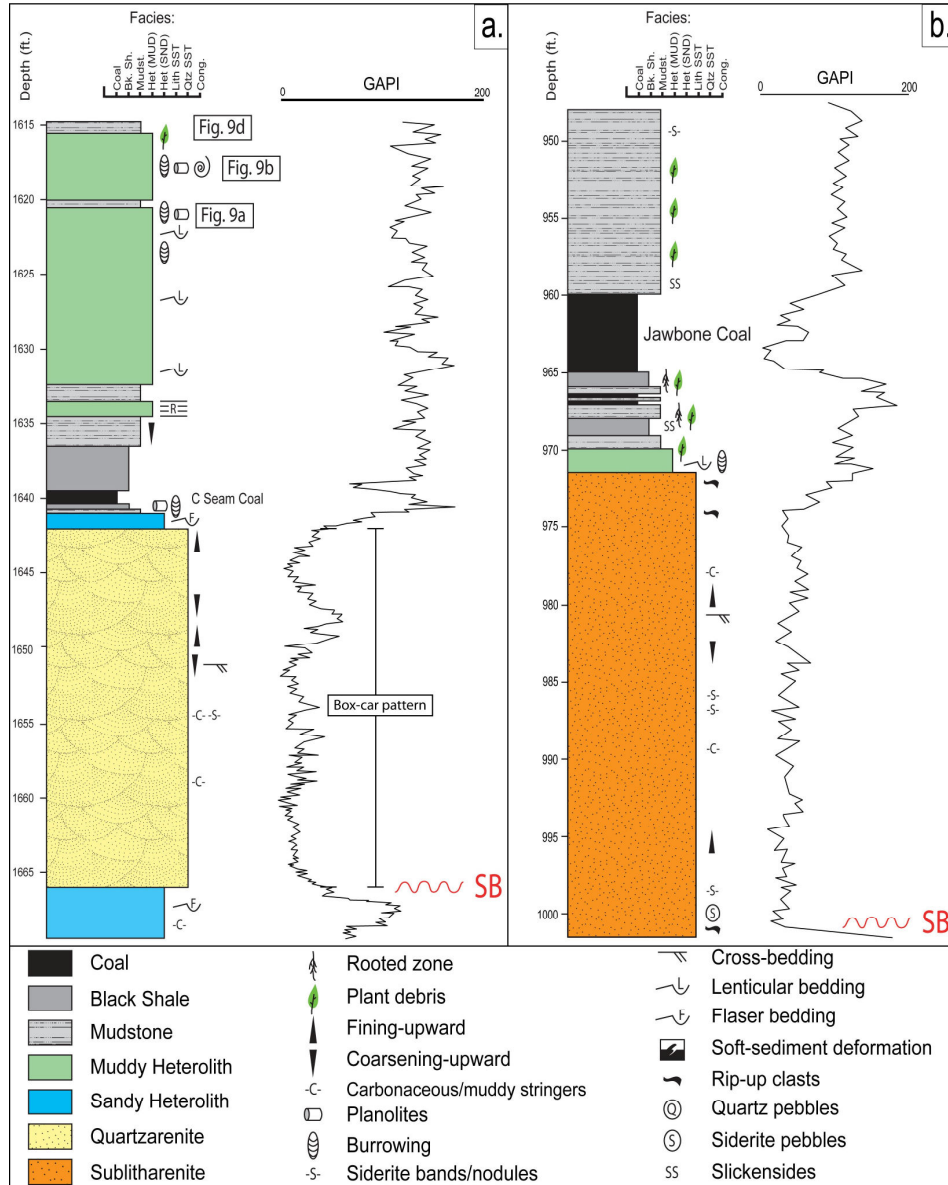 Facies:
a.
Depth (ft.)
Coal
Bk. Sh.
Mudst.
Het (MUD)
Het (SND)
Lith SST
Qtz SST
Cong.
GAPI
0
200
1615
1620
1625
1630
1635
1640
1645
1650
1655
1660
1665
Fig. 9d
Fig. 9b
Fig. 9a
L
L
L
R
C Seam Coal
F
-C- -S-
-C-
Box-car pattern
SB
F
-C-
Facies:
b.
Depth (ft.)
Coal
Bk. Sh.
Mudst.
Het (MUD)
Het (SND)
Lith SST
Qtz SST
Cong.
GAPI
0
200
950
955
960
965
970
975
980
985
990
995
1000
-S-
SS
Jawbone Coal
SS
L
-C-
-S-
-S-
-C-
-S-
S
SB
Coal
Black Shale
Mudstone
Muddy Heterolith
Sandy Heterolith
Quartzarenite
Sublitharenite
Rooted zone
Plant debris
Fining-upward
Coarsening-upward
-C- Carbonaceous/muddy stringers
Planolites
Burrowing
-S- Siderite bands/nodules
Cross-bedding
L Lenticular bedding
F Flaser bedding
Soft-sediment deformation
Rip-up clasts
Q Quartz pebbles
S Siderite pebbles
SS Slickensides